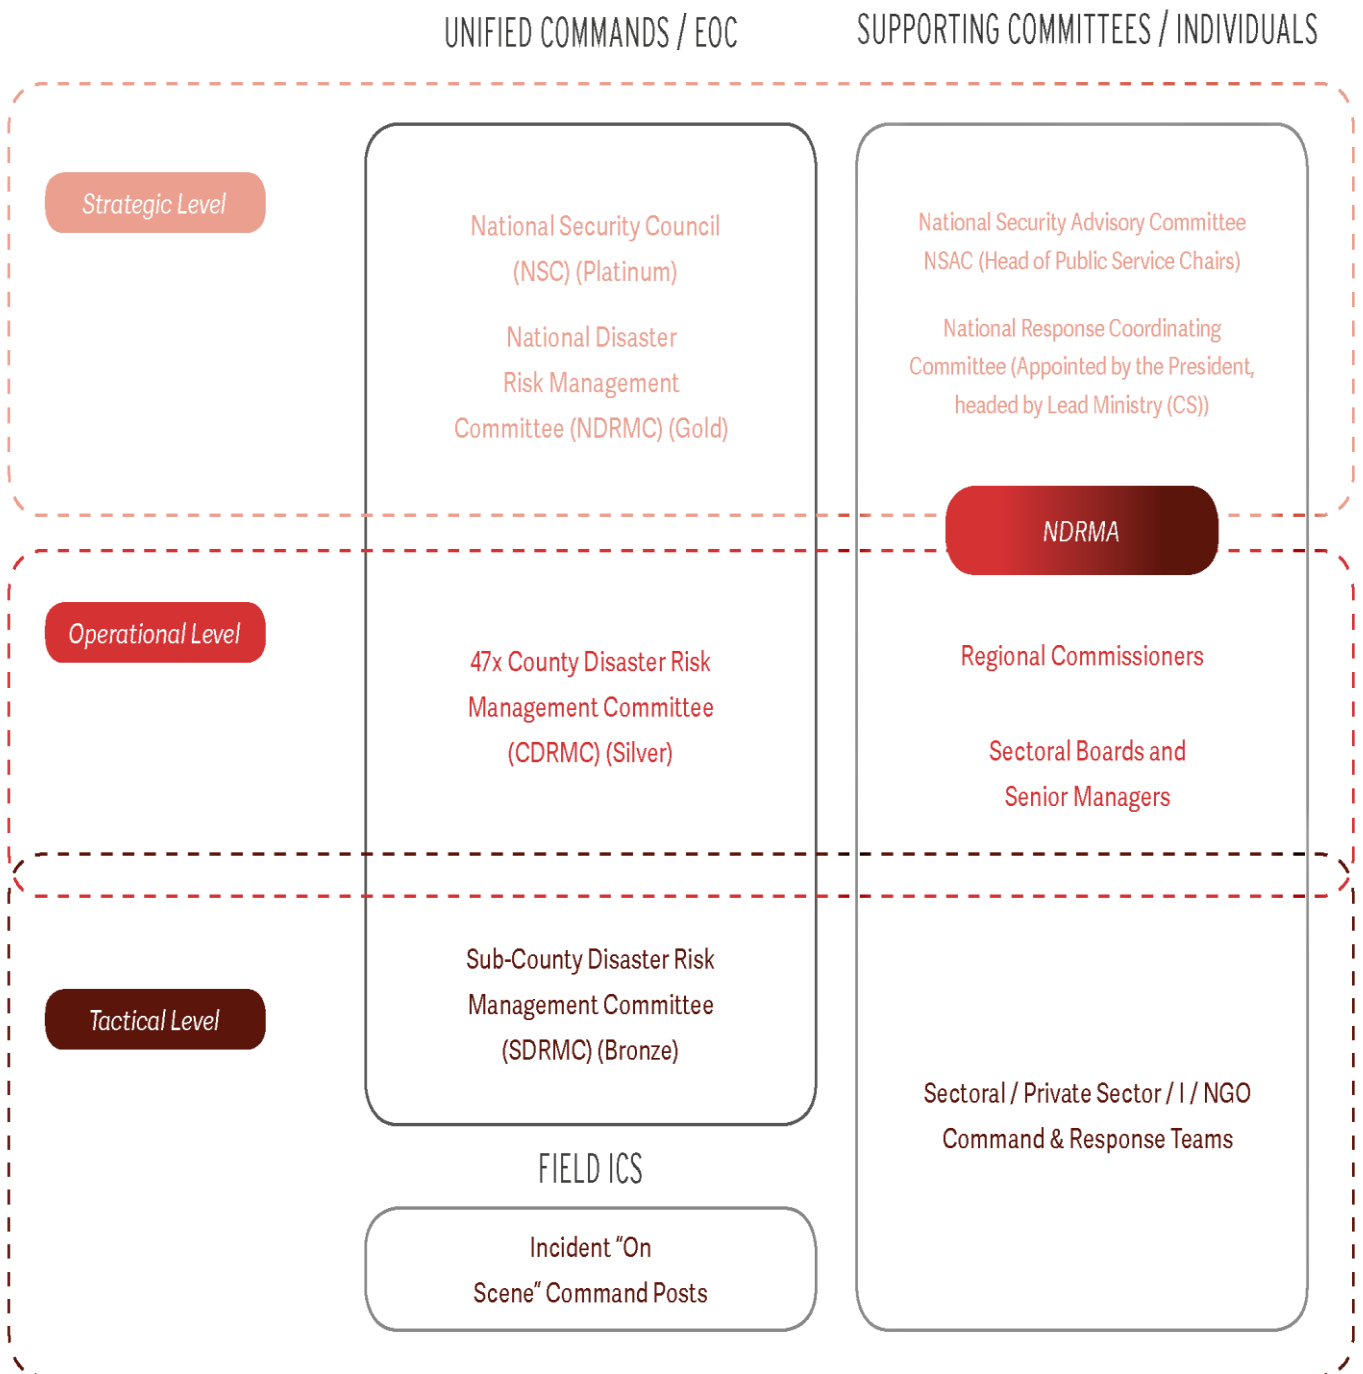 UNIFIED COMMANDS / EOC
SUPPORTING COMMITTEES / INDIVIDUALS
Strategic Level
National Security Council
(NSC) (Platinum)
National Disaster
Risk Management
Committee (NDRMC) (Gold)
National Security Advisory Committee
NSAC (Head of Public Service Chairs)
National Response Coordinating
Committee (Appointed by the President,
headed by Lead Ministry (CS))
NDRMA
Operational Level
47x County Disaster Risk
Management Committee
(CDRMC) (Silver)
Regional Commissioners
Sectoral Boards and
Senior Managers
Tactical Level
Sub-County Disaster Risk
Management Committee
(SDRMC) (Bronze)
Sectoral / Private Sector / I / NGO
Command & Response Teams
FIELD ICS
Incident “On
Scene” Command Posts